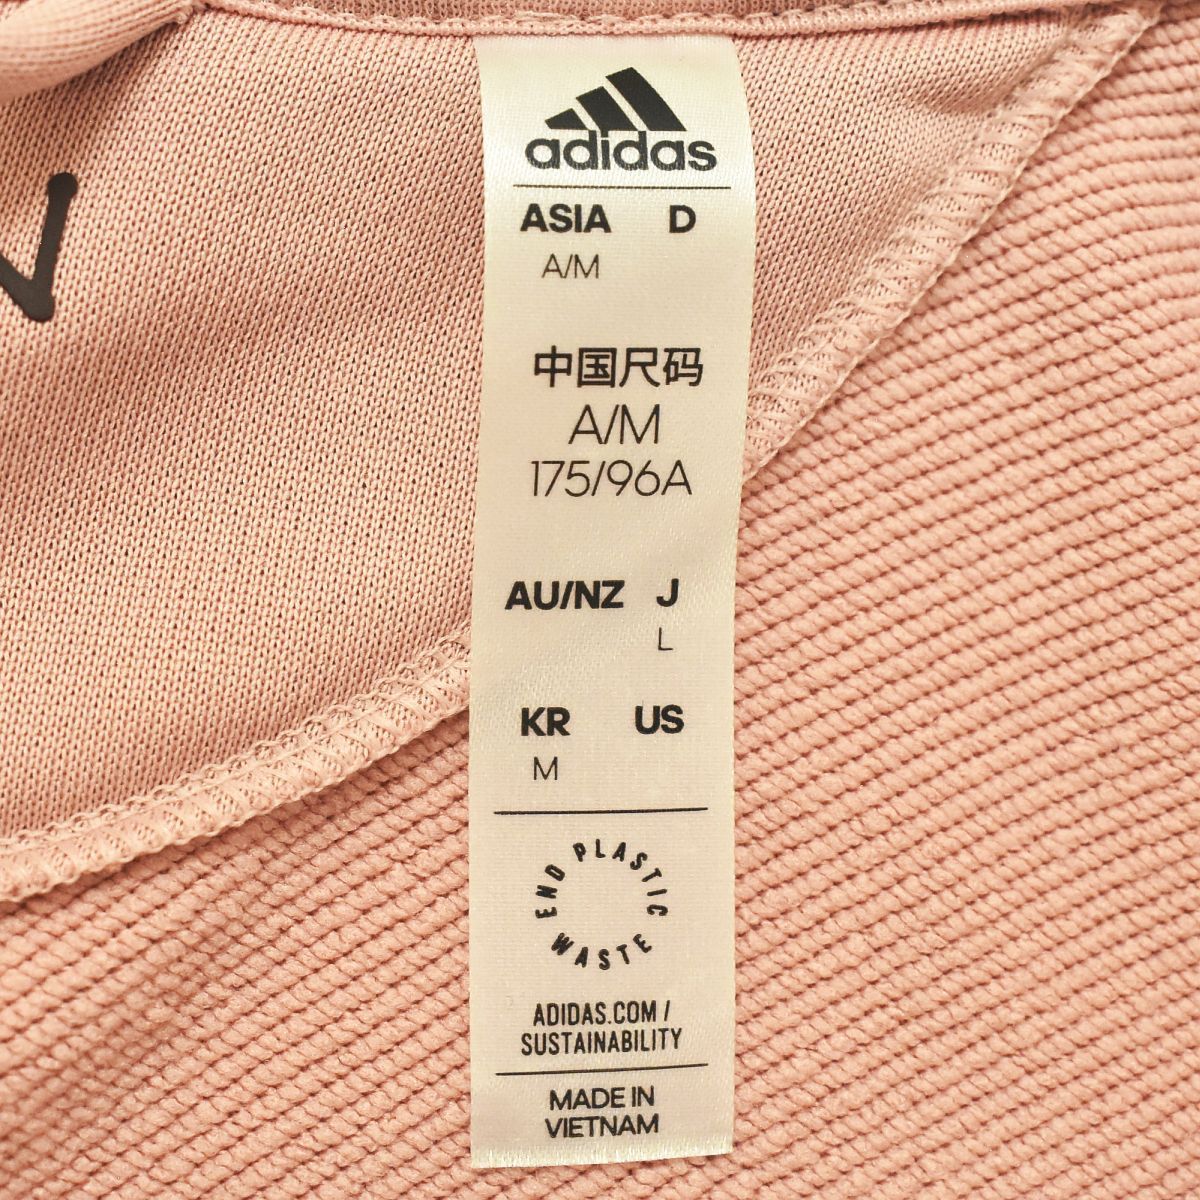 adidas
ASIA D
A/M
中国尺码
A/M
175/96A
AU/NZ J
L
KR US
M
END PLASTIC WASTE
ADIDAS.COM/
SUSTAINABILITY
MADE IN
VIETNAM